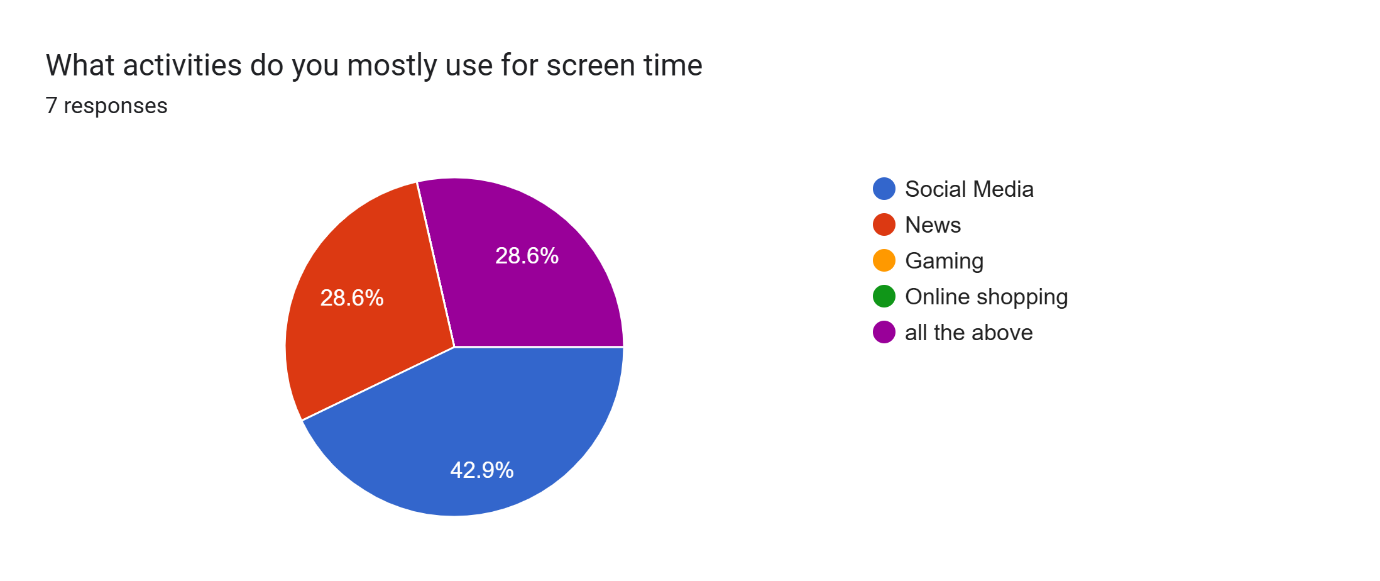 What activities do you mostly use for screen time
7 responses
28.6%
28.6%
42.9%
Social Media
News
Gaming
Online shopping
all the above